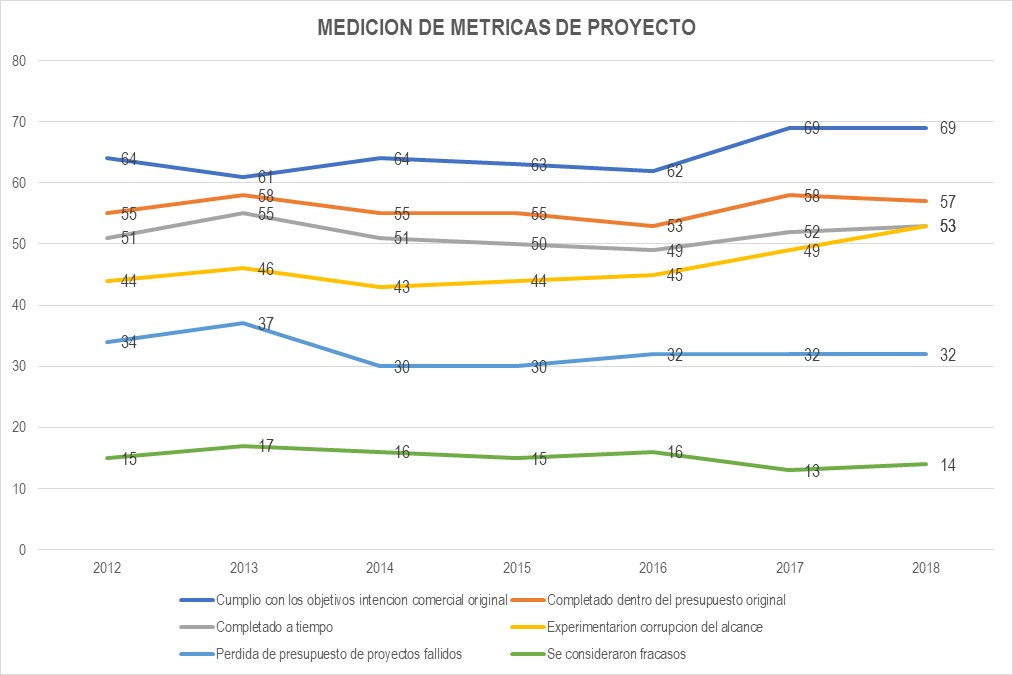 MEDICION DE METRICAS DE PROYECTO
80
70
60
50
40
30
20
10
0
64 61 64 63 62 69 69
55 58 55 55 53 58 57
51 55 51 50 49 52 53
44 46 43 44 45 49 53
34 37 30 30 32 32 32
15 17 16 15 16 13 14
2012 2013 2014 2015 2016 2017 2018
Cumplio con los objetivos intencion comercial original Completado dentro del presupuesto original
Completado a tiempo Experimentarion corrupcion del alcance
Perdida de presupuesto de proyectos fallidos Se consideraron fracasos